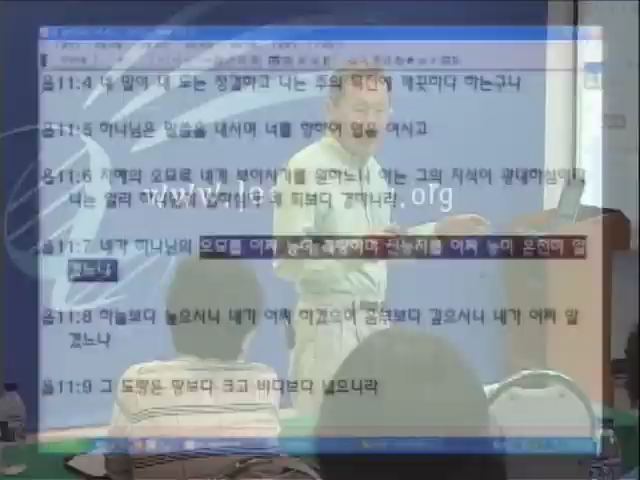 욥11:4 네 말이 내 도는 정결하고 나는 주의 목전에 깨끗하다 하는구나
욥11:5 하나님은 말씀을 내시며 너를 향하여 입을 여시고
욥11:6 지혜의 오묘로 네게 보이시기를 원하노니 이는 그의 지식이 광대하심이라
너는 알라 하나님의
경하니라.
www.
.org
욥11:7 네가 하나님의 오묘를 어찌 능히 측량하며 전능자를 어찌 능히 온전히 알
겠느냐
욥11:8 하늘보다 높으시니 네가 어찌 하겠으며 음부보다 깊으시니 네가 어찌 알
겠느냐
욥11:9 그 도량은 땅보다 크고 바다보다 넓으니라